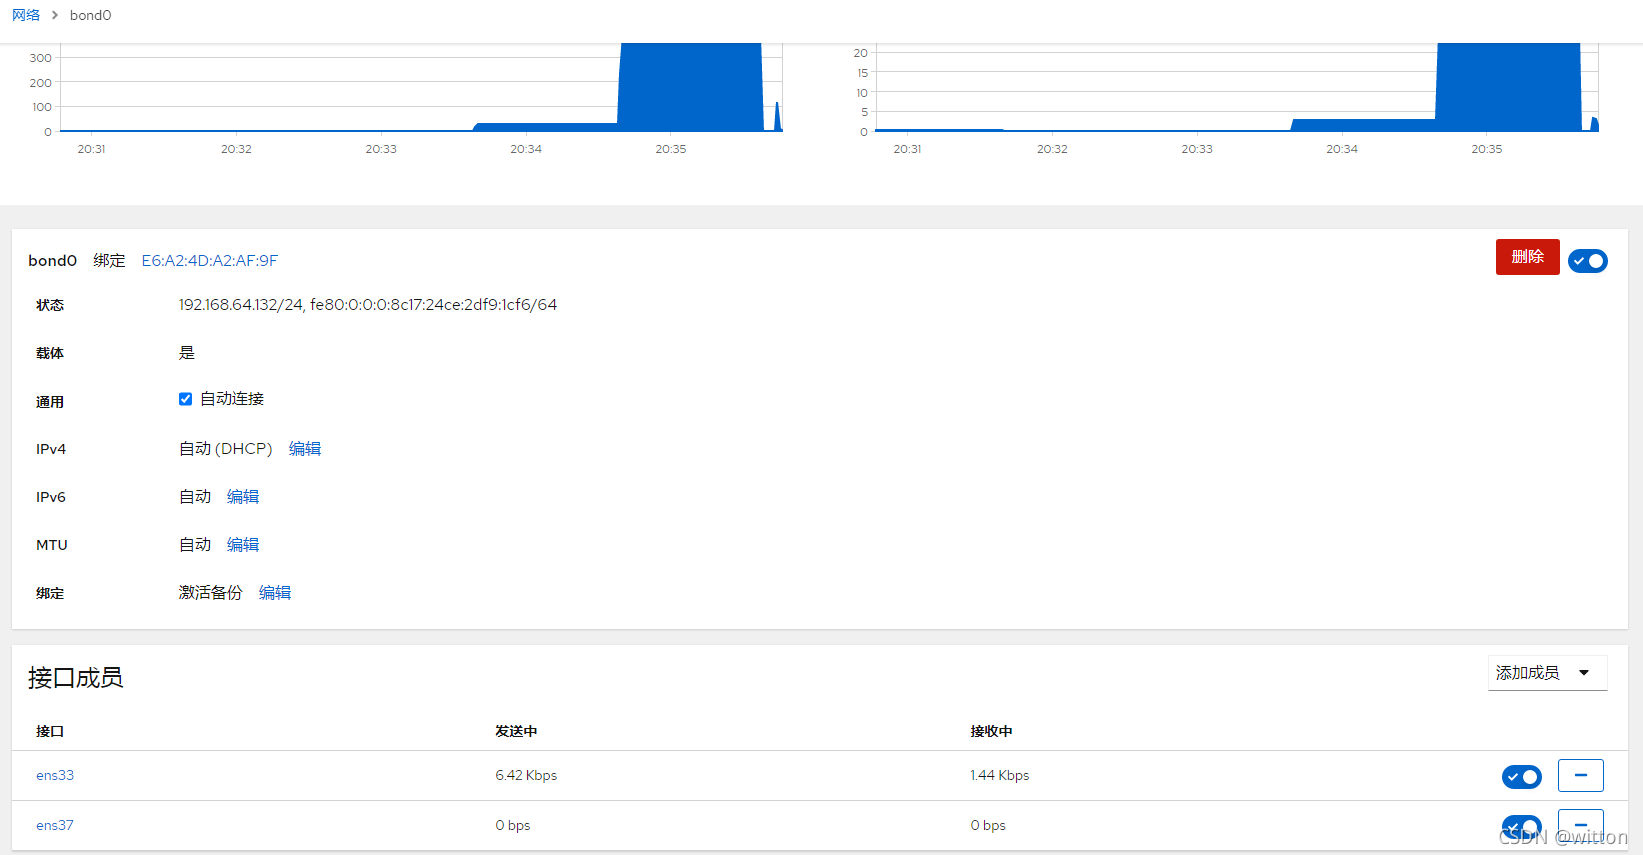 网络 > bond0
300
200
100
0
20:31 20:32 20:33 20:34 20:35
20
15
10
5
0
20:31 20:32 20:33 20:34 20:35
bond0 绑定 E6:A2:4D:A2:AF:9F 删除
状态 192.168.64.132/24, fe80:0:0:0:8c17:24ce:2df9:1cf6/64
载体 是
通用 自动连接
IPv4 自动 (DHCP) 编辑
IPv6 自动 编辑
MTU 自动 编辑
绑定 激活备份 编辑
接口成员 添加成员
接口 发送中 接收中
ens33 6.42 Kbps 1.44 Kbps
ens37 0 bps 0 bps
CSDN @witton